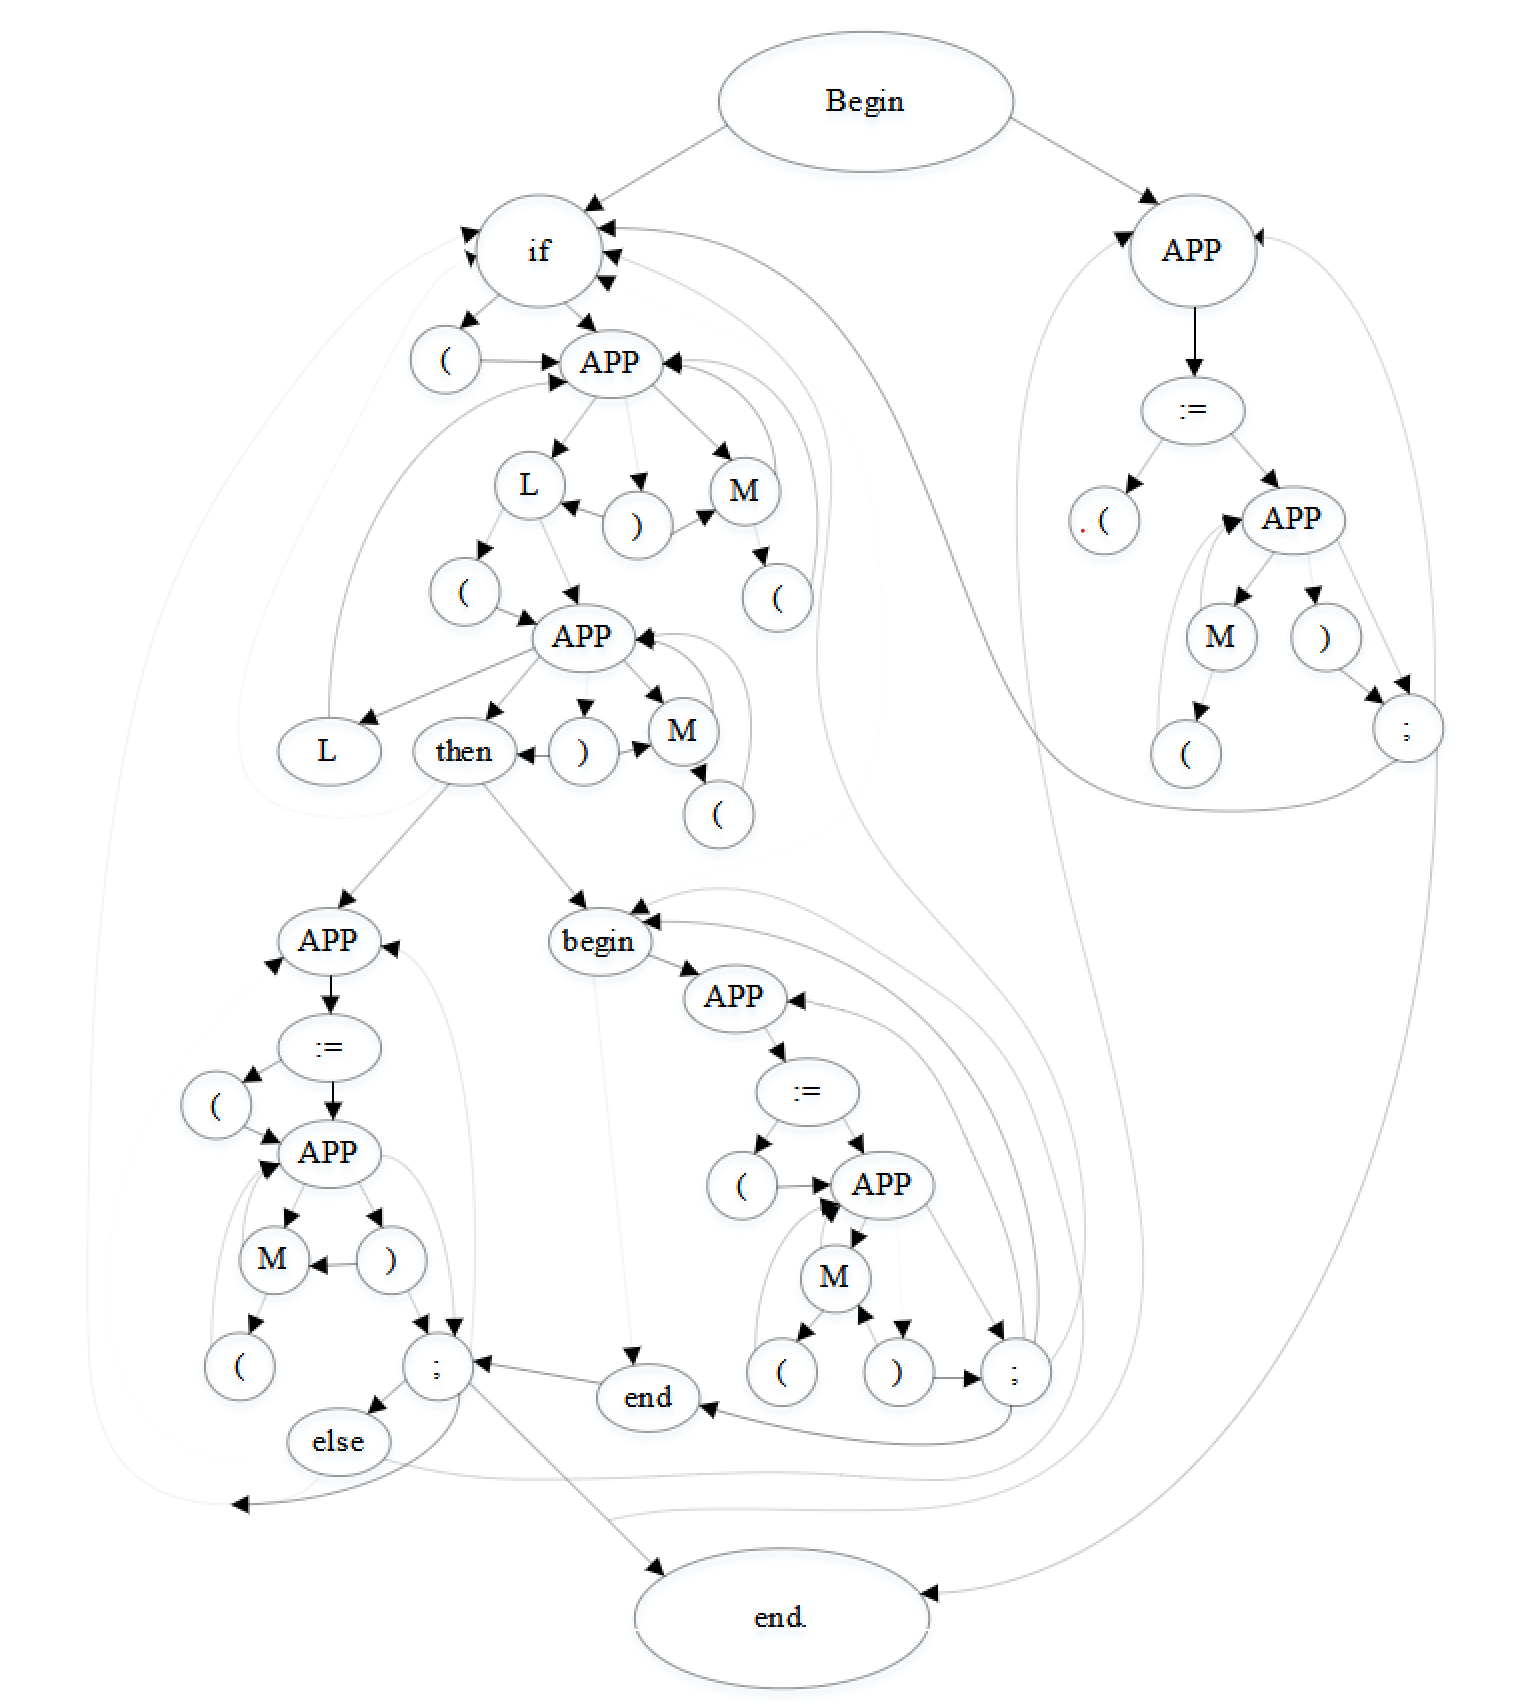 Begin
if
APP
(
APP
:=
L
)
M
.(
APP
(
(
APP
M
)
L
then
)
M
(
;
(
APP
begin
APP
:=
(
:=
APP
(
APP
M
)
M
(
;
(
)
;
end
else
end.